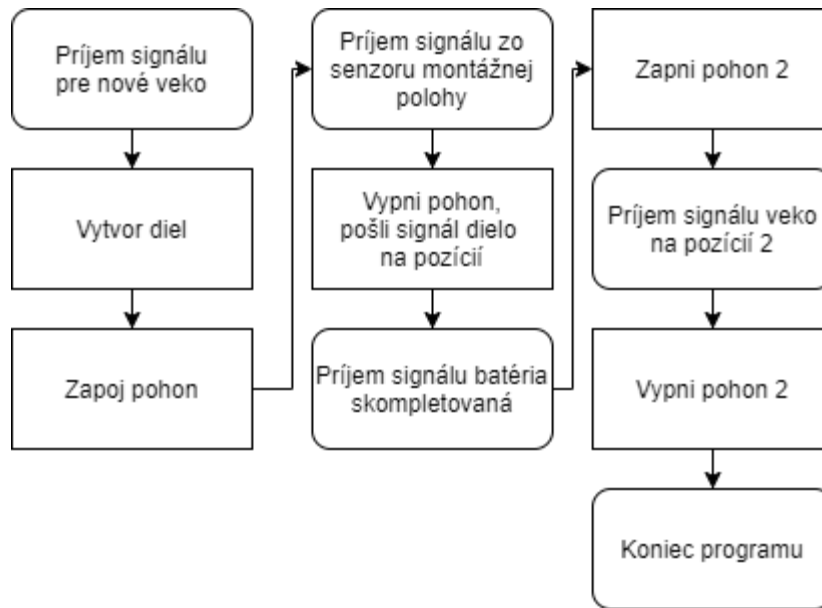 Príjem signálu
pre nové veko
Vytvor diel
Zapoj pohon
Príjem signálu zo
senzoru montážnej
polohy
Vypni pohon,
pošli signál dielo
na pozícií
Príjem signálu batéria
skompletovaná
Zapni pohon 2
Príjem signálu veko
na pozícií 2
Vypni pohon 2
Koniec programu